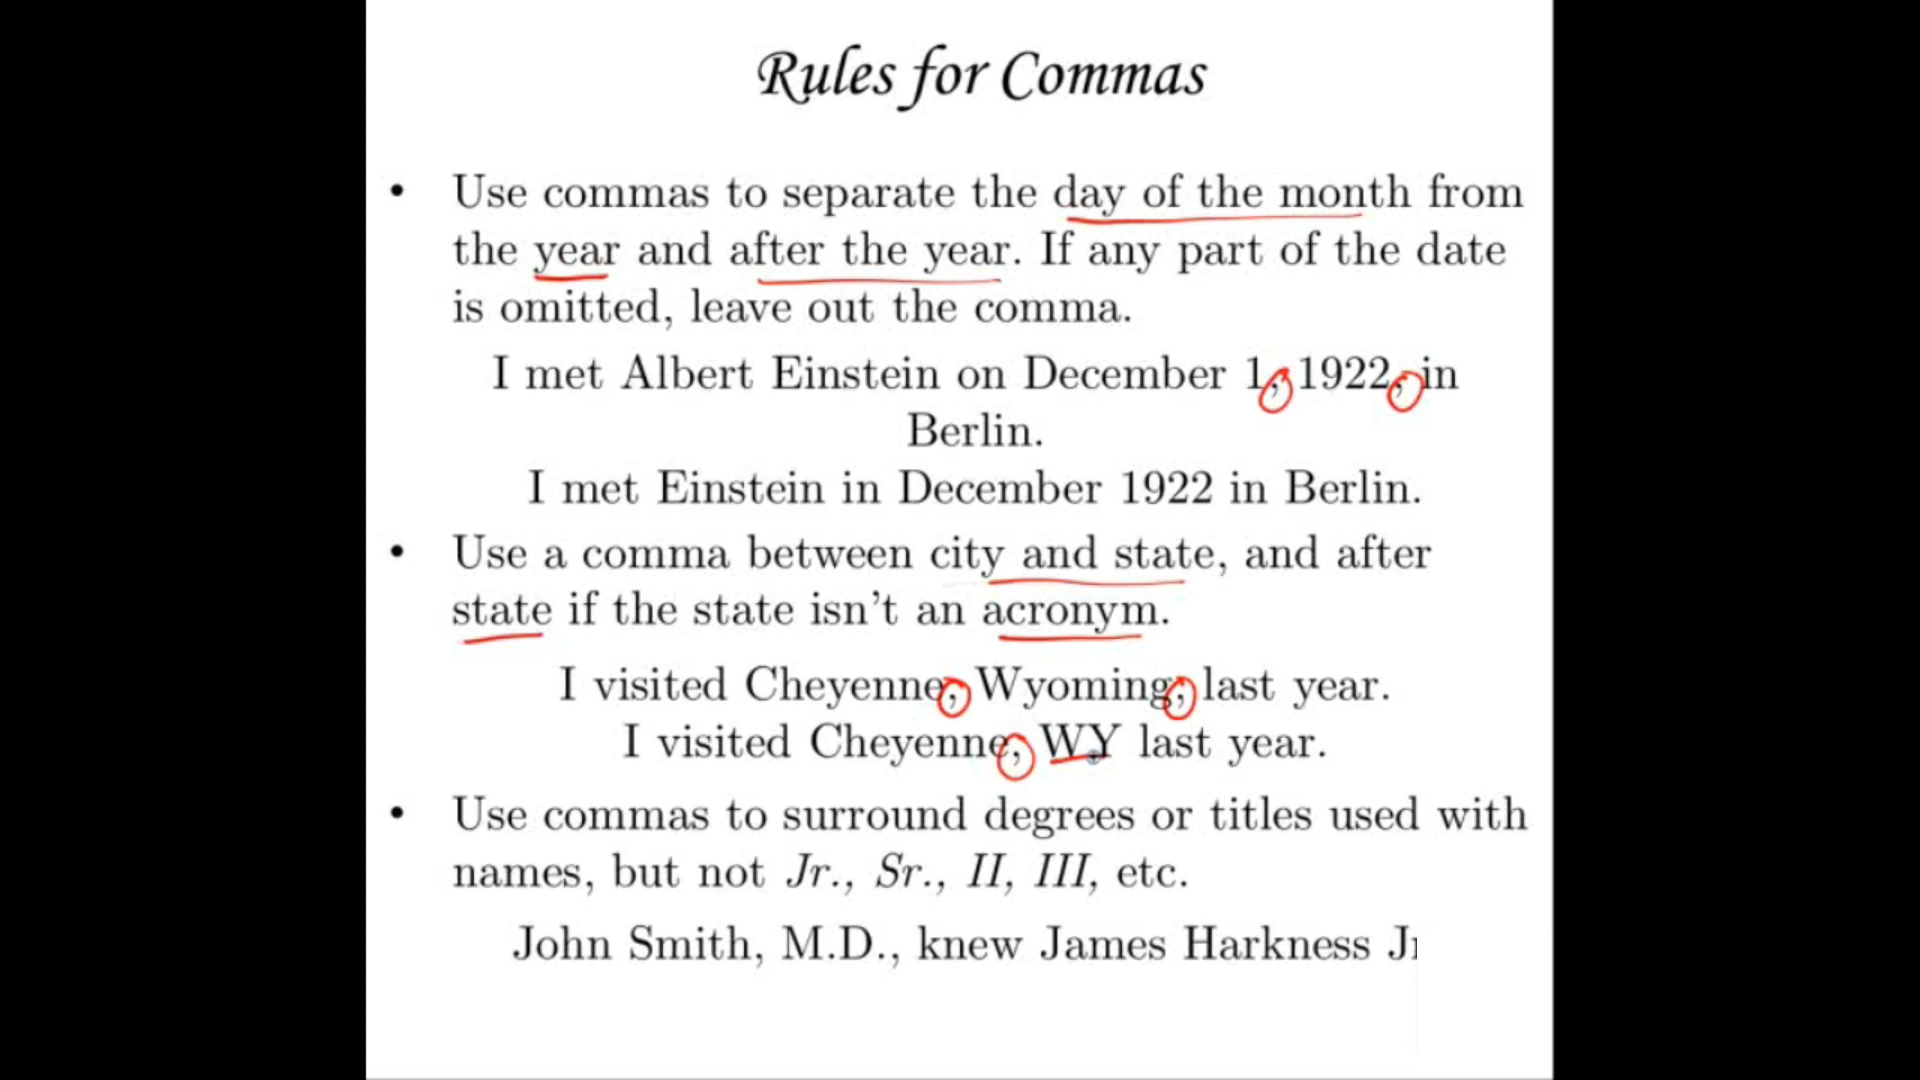 Rules for Commas
• Use commas to separate the day of the month from
the year and after the year. If any part of the date
is omitted, leave out the comma.
I met Albert Einstein on December 1, 1922, in
Berlin.
I met Einstein in December 1922 in Berlin.
• Use a comma between city and state, and after
state if the state isn't an acronym.
I visited Cheyenne, Wyoming, last year.
I visited Cheyenne, WY last year.
• Use commas to surround degrees or titles used with
names, but not Jr., Sr., II, III, etc.
John Smith, M.D., knew James Harkness